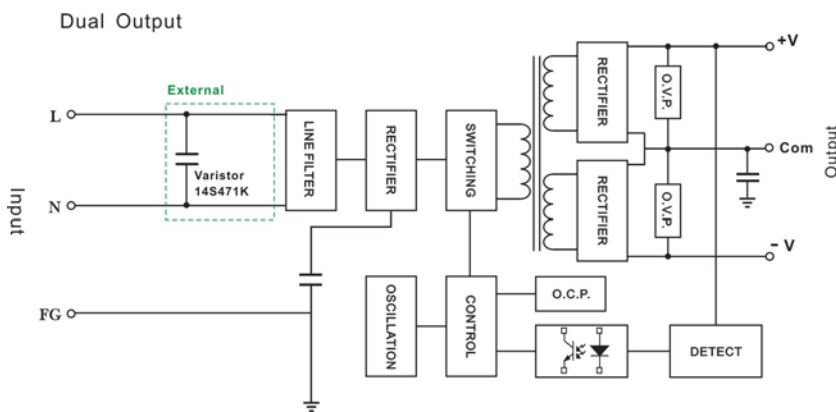 Dual Output
External
L
Varistor
14S471K
N
FG
Input
LINE FILTER
RECTIFIER
SWITCHING
RECTIFIER
RECTIFIER
O.V.P.
O.V.P.
+V
Com
- V
Output
OSCILLATION
CONTROL
O.C.P.
DETECT